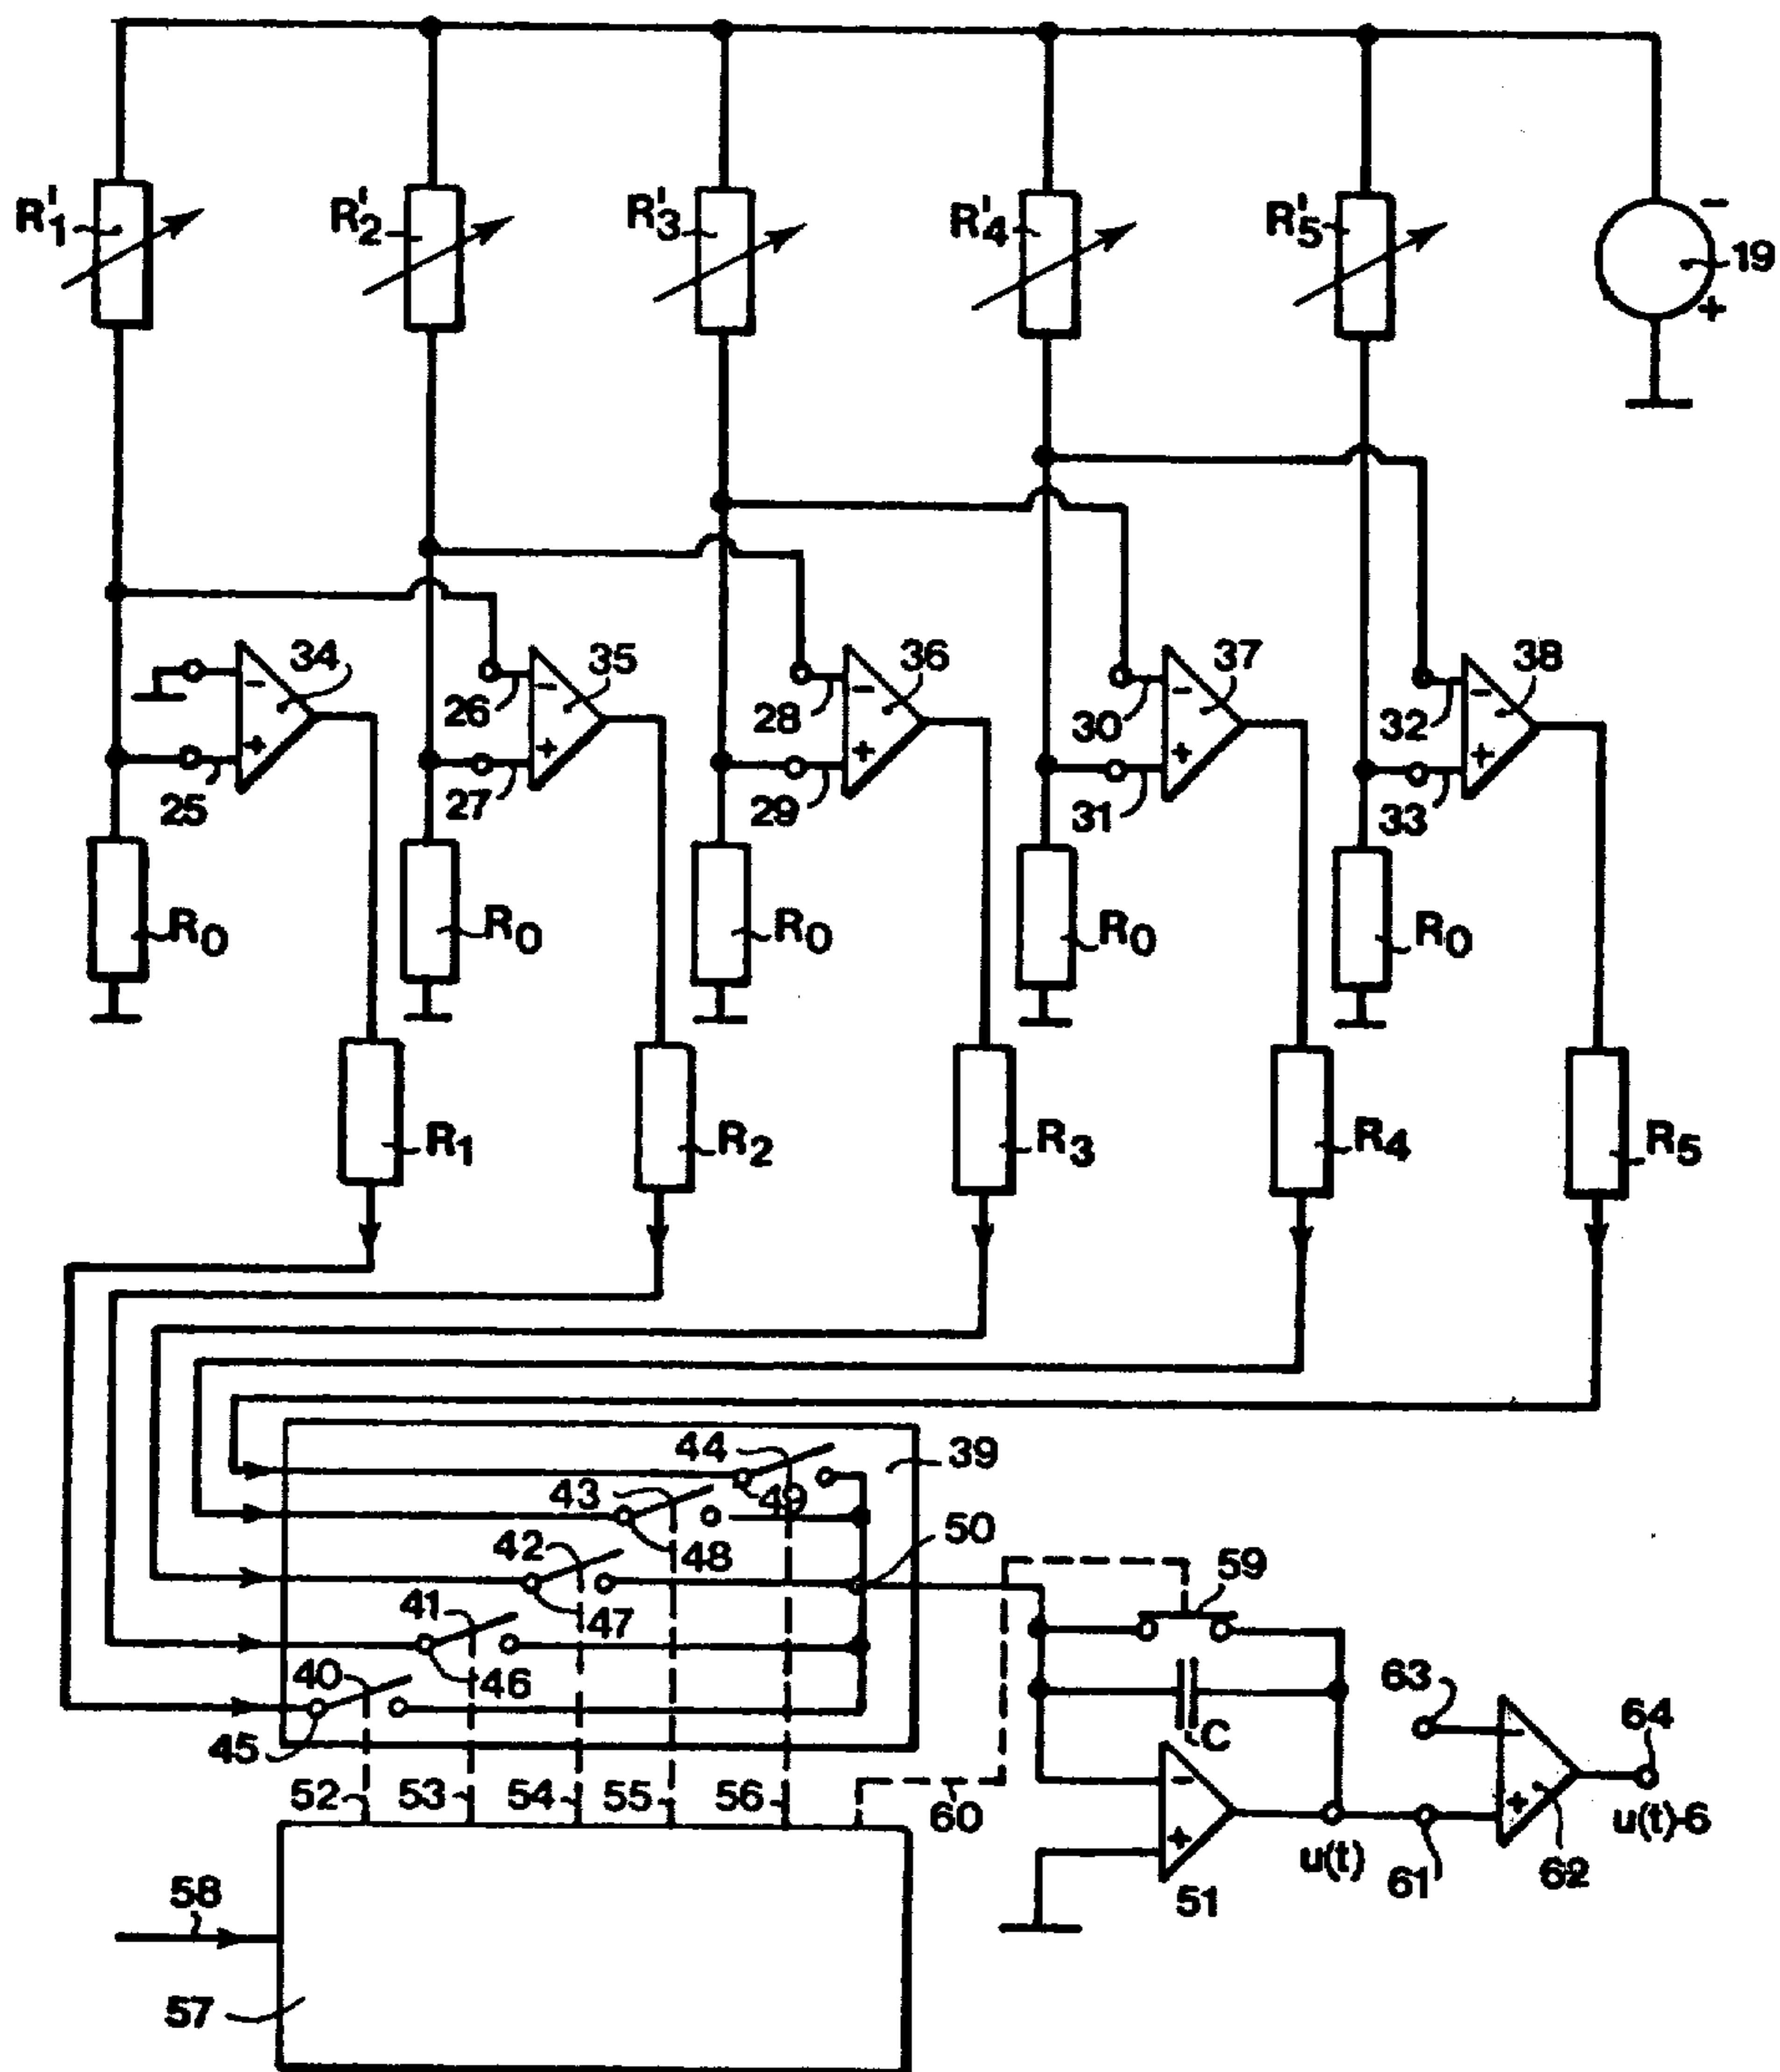 R'1 R'2 R'3 R'4 R'5 - 19
+
34 35 36 37 38
- 26 - 28 - 30 - 32 -
+ + + + +
25 27 29 31 33
R0 R0 R0 R0 R0
R1 R2 R3 R4 R5
44 39
43 49
42 48 50
41 47 59
40 46 63
45 C 64
52 53 54 55 56 60 - -
+ +
u(t) 61 62 u(t)-6
58 51
57